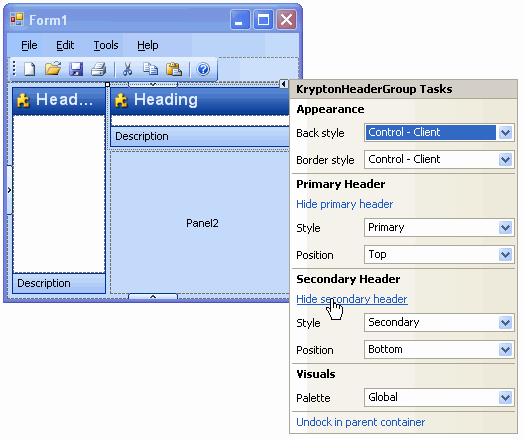 Form1
File Edit Tools Help
Head...
Heading
Description
Panel2
Description
KryptonHeaderGroup Tasks
Appearance
Back style Control - Client
Border style Control - Client
Primary Header
Hide primary header
Style Primary
Position Top
Secondary Header
Hide secondary header
Style Secondary
Position Bottom
Visuals
Palette Global
Undock in parent container